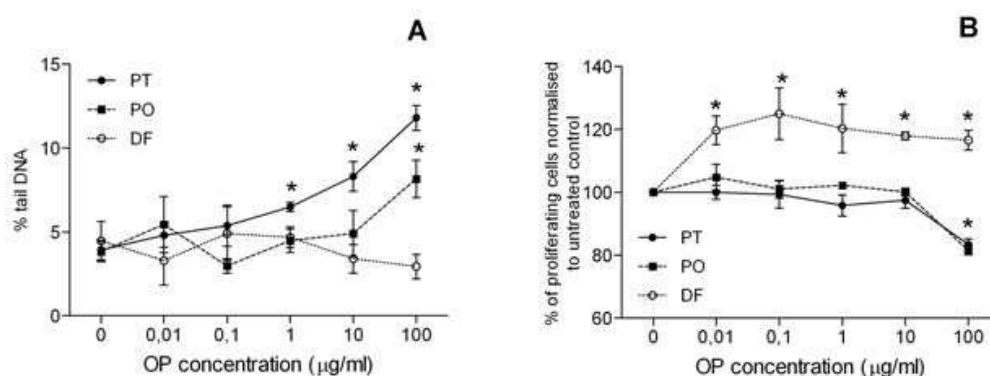 A
15
10
5
0
% tail DNA
PT
PO
DF
*
*
*
*
0 0,01 0,1 1 10 100
OP concentration (μg/ml)
B
140
120
100
80
60
% of proliferating cells normalised
to untreated control
* * * * *
*
PT
PO
DF
0 0,01 0,1 1 10 100
OP concentration (μg/ml)